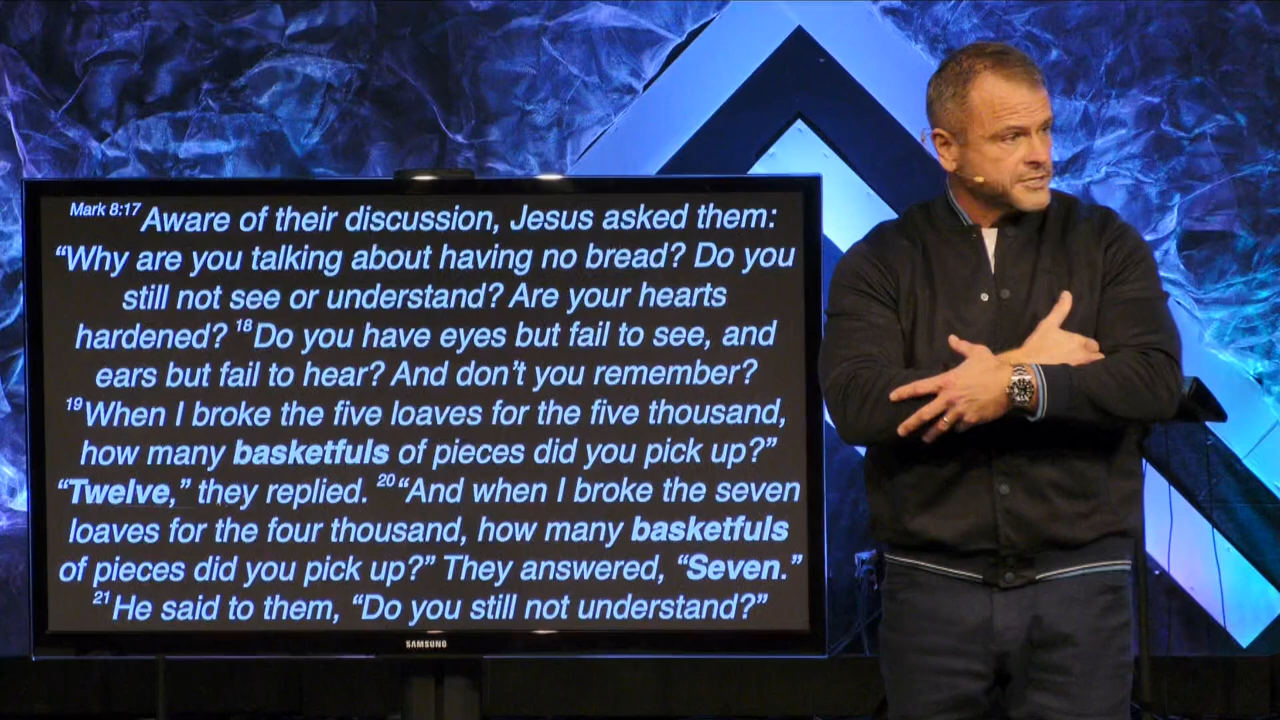 Mark 8:17 Aware of their discussion, Jesus asked them:
“Why are you talking about having no bread? Do you
still not see or understand? Are your hearts
hardened? 18 Do you have eyes but fail to see, and
ears but fail to hear? And don’t you remember?
19 When I broke the five loaves for the five thousand,
how many basketfuls of pieces did you pick up?”
“Twelve,” they replied. 20 “And when I broke the seven
loaves for the four thousand, how many basketfuls
of pieces did you pick up?” They answered, “Seven.”
21 He said to them, “Do you still not understand?”
SAMSUNG